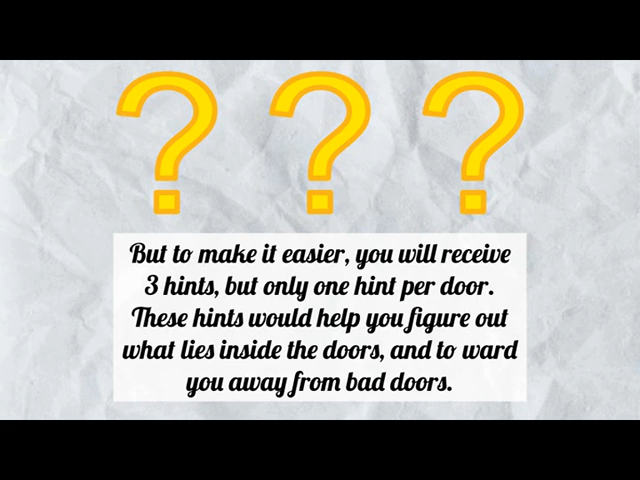 ? ? ?
But to make it easier, you will receive
3 hints, but only one hint per door.
These hints would help you figure out
what lies inside the doors, and to ward
you away from bad doors.